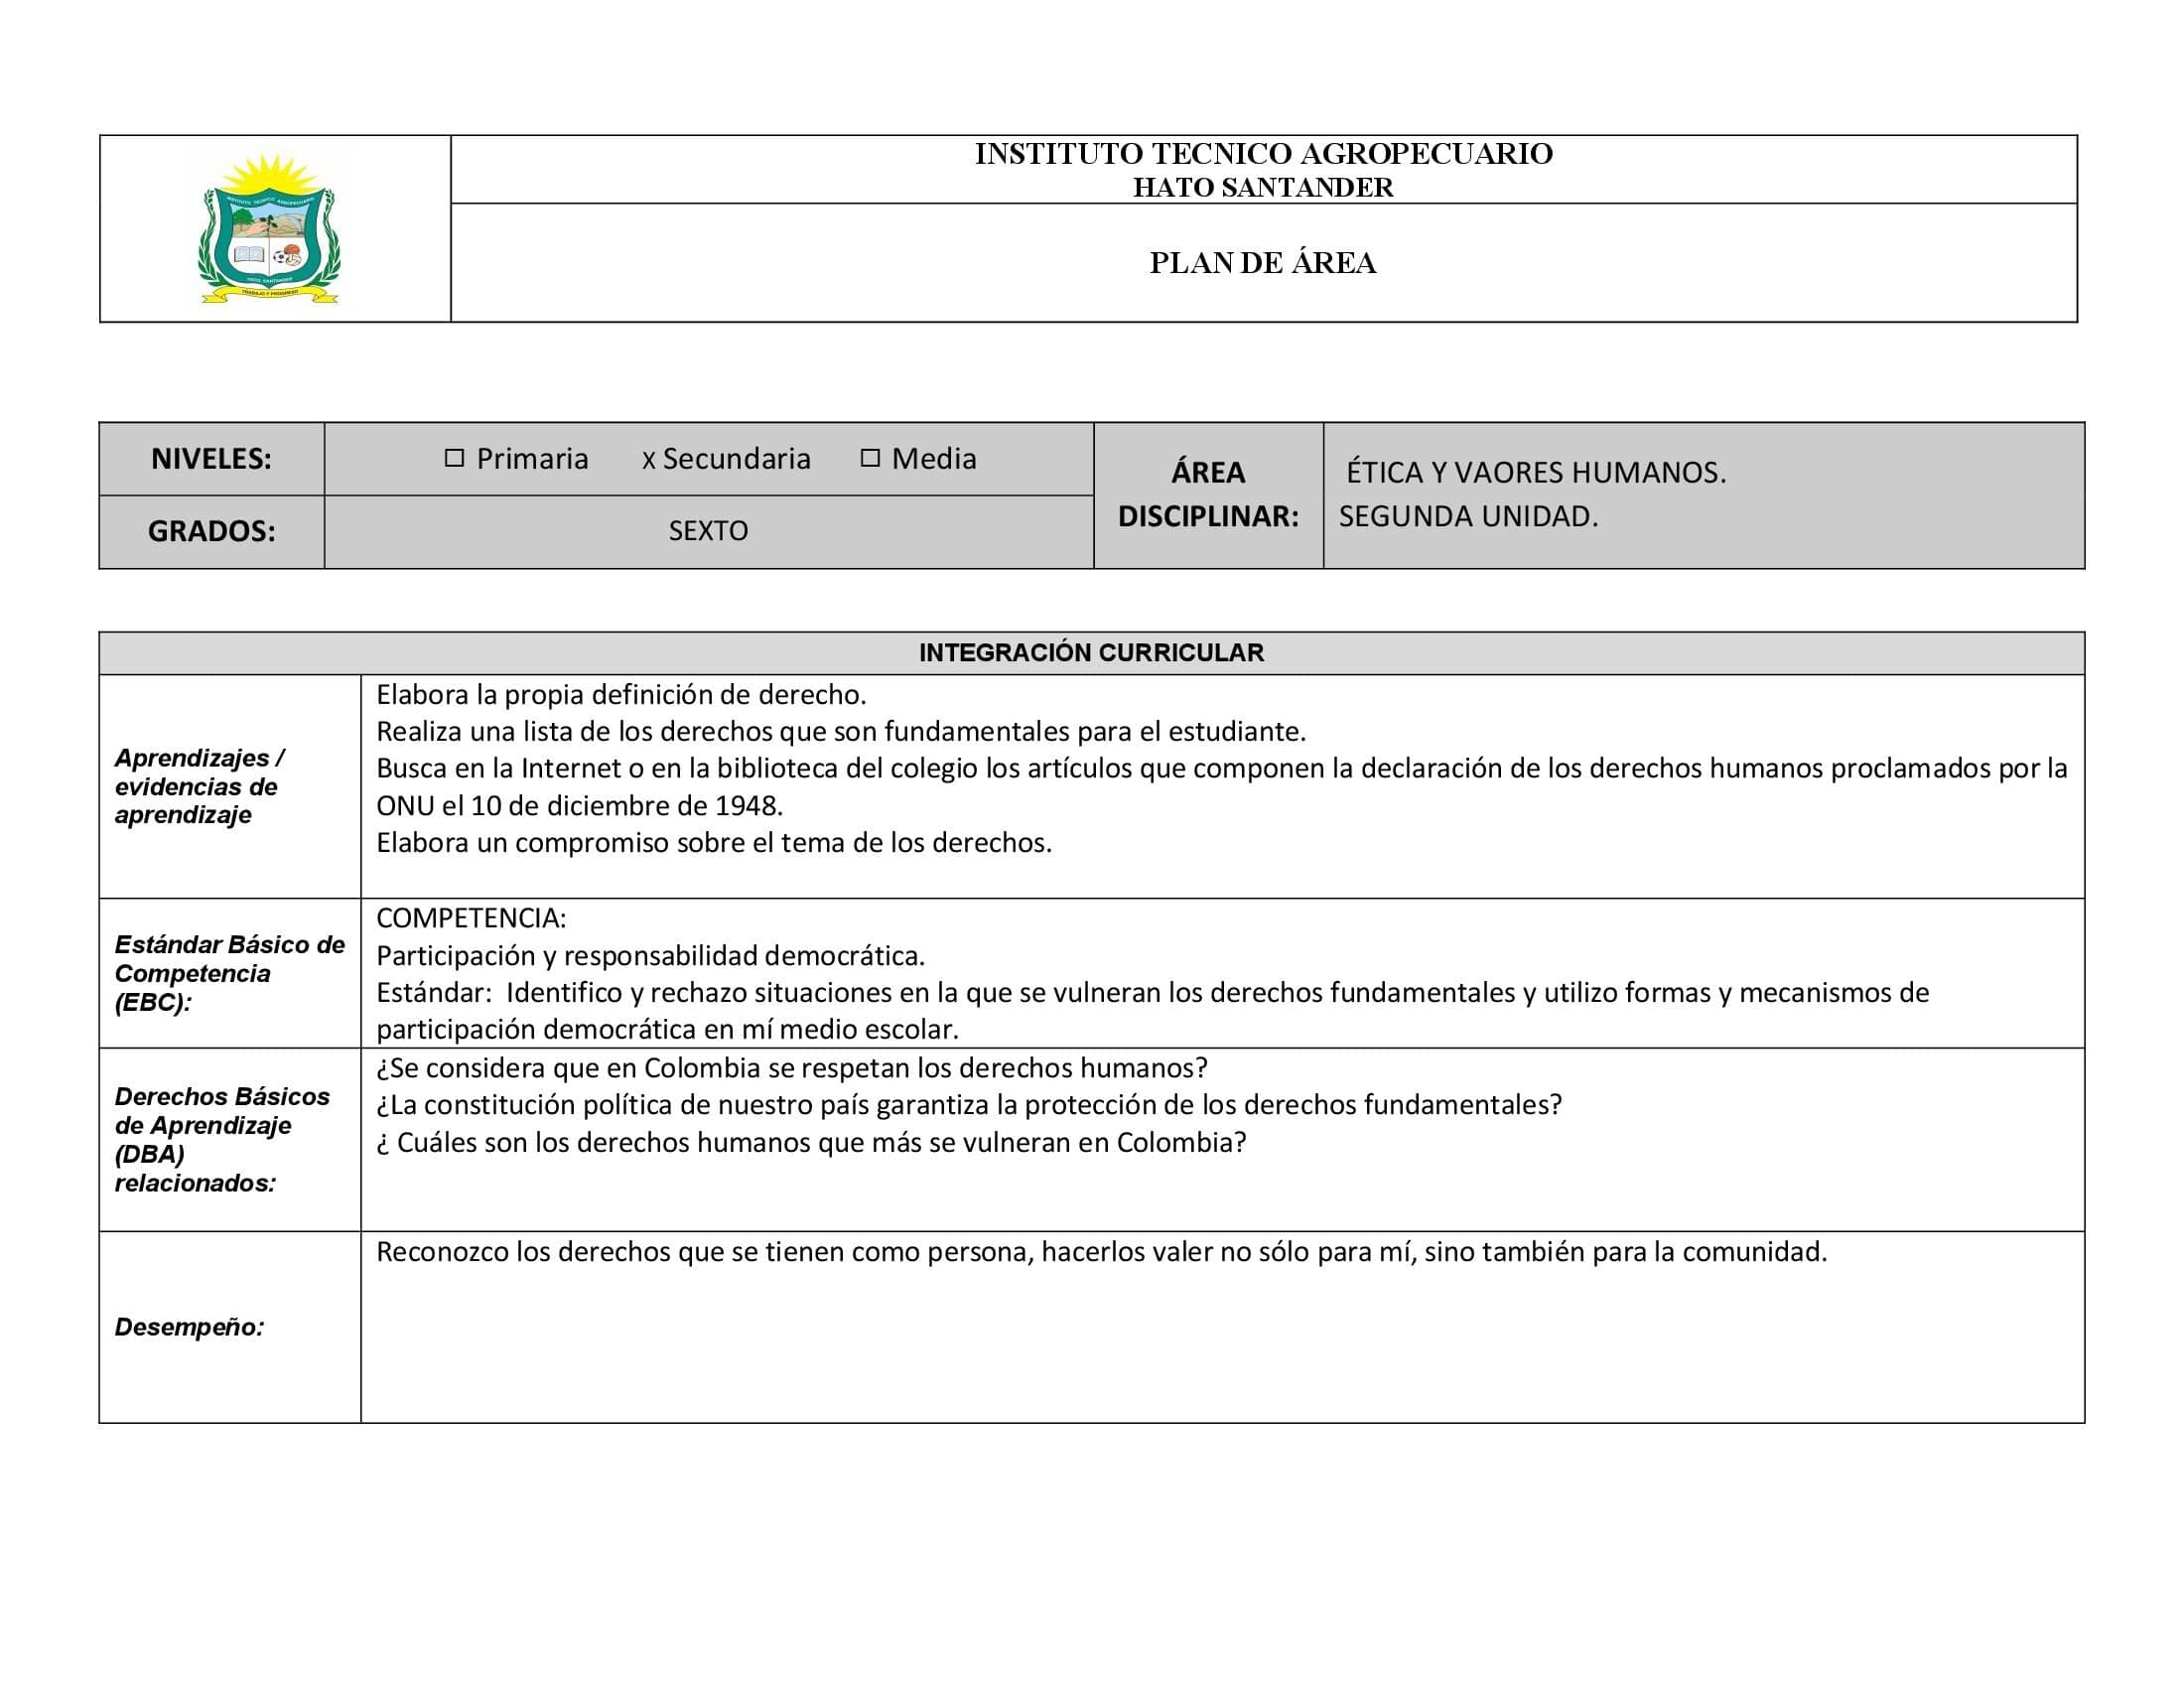 INSTITUTO TECNICO AGROPECUARIO
HATO SANTANDER
PLAN DE ÁREA
INSTITUTO TECNICO AGROPECUARIO
HATO SANTANDER
TRABAJO Y PROGRESO
NIVELES:
☐ Primaria x Secundaria ☐ Media
GRADOS:
SEXTO
ÁREA
DISCIPLINAR:
ÉTICA Y VAORES HUMANOS.
SEGUNDA UNIDAD.
INTEGRACIÓN CURRICULAR
Aprendizajes /
evidencias de
aprendizaje
Elabora la propia definición de derecho.
Realiza una lista de los derechos que son fundamentales para el estudiante.
Busca en la Internet o en la biblioteca del colegio los artículos que componen la declaración de los derechos humanos proclamados por la
ONU el 10 de diciembre de 1948.
Elabora un compromiso sobre el tema de los derechos.
Estándar Básico de
Competencia
(EBC):
COMPETENCIA:
Participación y responsabilidad democrática.
Estándar:  Identifico y rechazo situaciones en la que se vulneran los derechos fundamentales y utilizo formas y mecanismos de
participación democrática en mí medio escolar.
Derechos Básicos
de Aprendizaje
(DBA)
relacionados:
¿Se considera que en Colombia se respetan los derechos humanos?
¿La constitución política de nuestro país garantiza la protección de los derechos fundamentales?
¿ Cuáles son los derechos humanos que más se vulneran en Colombia?
Desempeño:
Reconozco los derechos que se tienen como persona, hacerlos valer no sólo para mí, sino también para la comunidad.